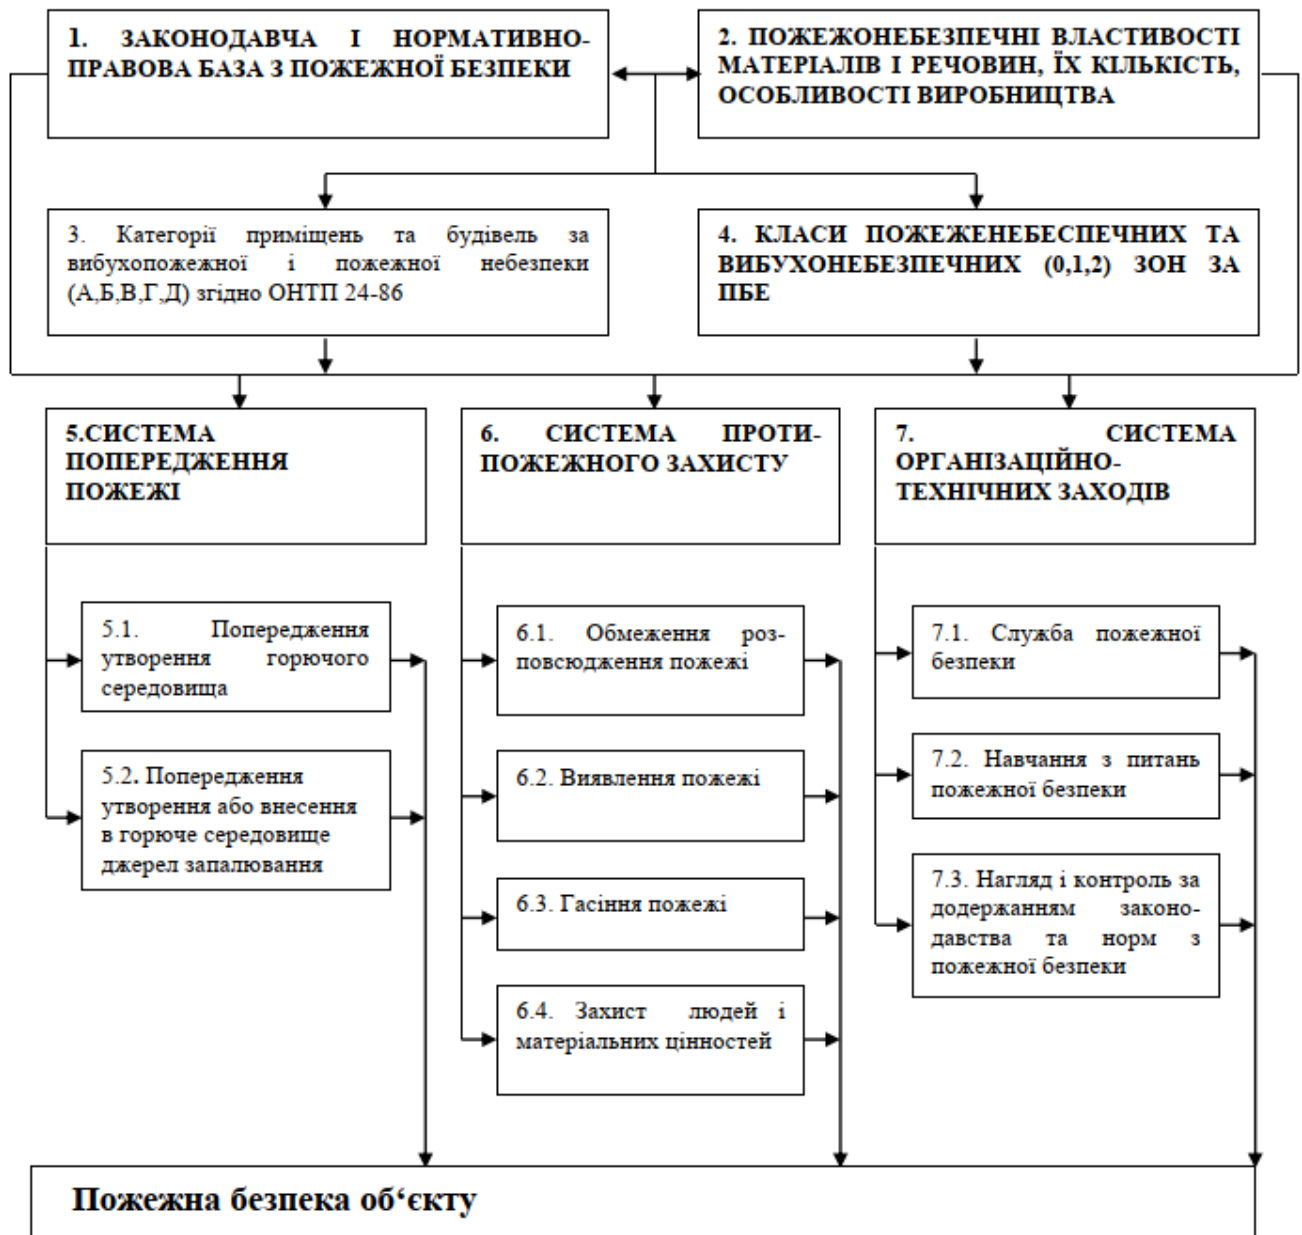 1. ЗАКОНОДАВЧА І НОРМАТИВНО-
ПРАВОВА БАЗА З ПОЖЕЖНОЇ БЕЗПЕКИ
2. ПОЖЕЖОНЕБЕЗПЕЧНІ ВЛАСТИВОСТІ
МАТЕРІАЛІВ І РЕЧОВИН, ЇХ КІЛЬКІСТЬ,
ОСОБЛИВОСТІ ВИРОБНИЦТВА
3. Категорії приміщень та будівель за
вибухопожежної і пожежної небезпеки
(А,Б,В,Г,Д) згідно ОНТП 24-86
4. КЛАСИ ПОЖЕЖЕНЕБЕСПЕЧНИХ ТА
ВИБУХОНЕБЕЗПЕЧНИХ (0,1,2) ЗОН ЗА
ПБЕ
5.СИСТЕМА
ПОПЕРЕДЖЕННЯ
ПОЖЕЖІ
6. СИСТЕМА ПРОТИ-
ПОЖЕЖНОГО ЗАХИСТУ
7. СИСТЕМА
ОРГАНІЗАЦІЙНО-
ТЕХНІЧНИХ ЗАХОДІВ
5.1. Попередження
утворення горючого
середовища
5.2. Попередження
утворення або внесення
в горюче середовище
джерел запалювання
6.1. Обмеження роз-
повсюдження пожежі
6.2. Виявлення пожежі
6.3. Гасіння пожежі
6.4. Захист людей і
матеріальних цінностей
7.1. Служба пожежної
безпеки
7.2. Навчання з питань
пожежної безпеки
7.3. Нагляд і контроль за
додержанням законо-
давства та норм з
пожежної безпеки
Пожежна безпека об‘єкту